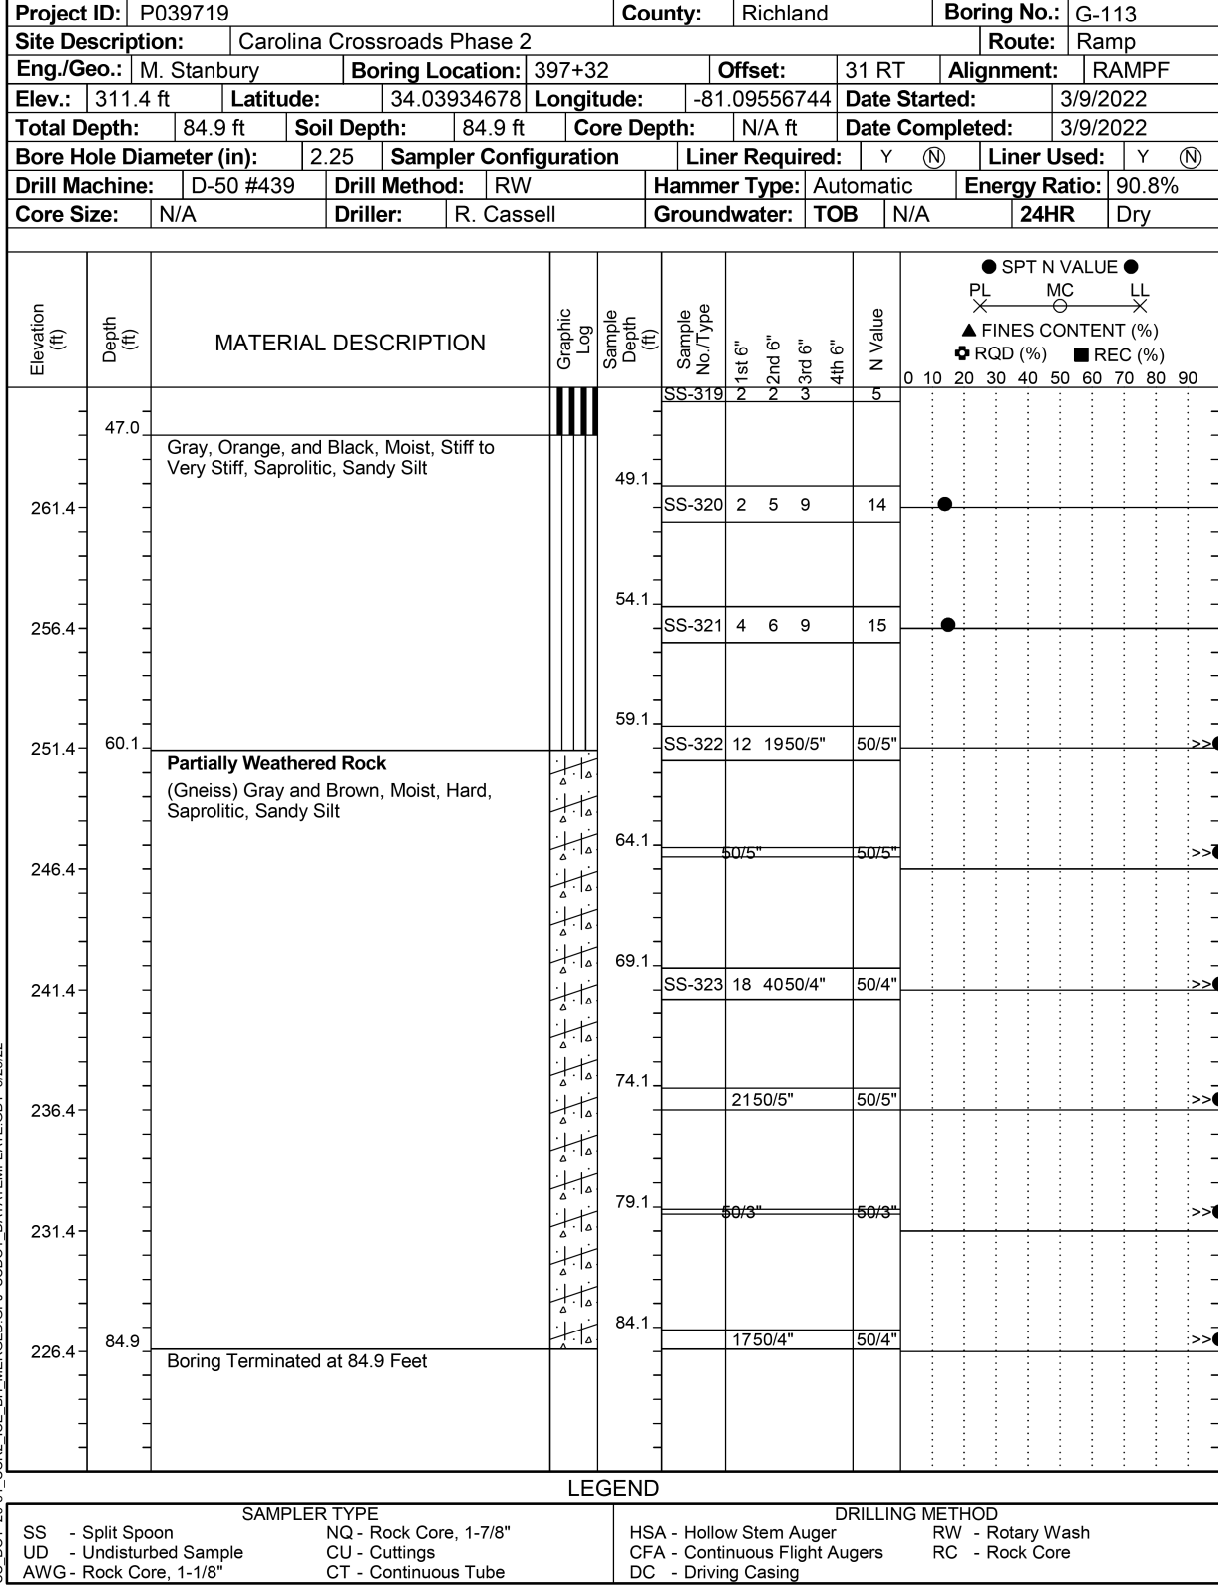 Project ID: P039719 County: Richland Boring No.: G-113
Site Description: Carolina Crossroads Phase 2 Route: Ramp
Eng./Geo.: M. Stanbury Boring Location: 397+32 Offset: 31 RT Alignment: RAMPF
Elev.: 311.4 ft Latitude: 34.03934678 Longitude: -81.09556744 Date Started: 3/9/2022
Total Depth: 84.9 ft Soil Depth: 84.9 ft Core Depth: N/A ft Date Completed: 3/9/2022
Bore Hole Diameter (in): 2.25 Sampler Configuration Liner Required: Y N Liner Used: Y N
Drill Machine: D-50 #439 Drill Method: RW Hammer Type: Automatic Energy Ratio: 90.8%
Core Size: N/A Driller: R. Cassell Groundwater: TOB N/A 24HR Dry
Elevation (ft) Depth (ft) MATERIAL DESCRIPTION Graphic Log Sample Depth (ft) Sample No./Type 1st 6" 2nd 6" 3rd 6" 4th 6" N Value
● SPT N VALUE ●
PL MC LL
▲ FINES CONTENT (%)
RQD (%) ■ REC (%)
0 10 20 30 40 50 60 70 80 90
SS-319 2 2 3 5
47.0
Gray, Orange, and Black, Moist, Stiff to
Very Stiff, Saprolitic, Sandy Silt
49.1
261.4 SS-320 2 5 9 14
54.1
256.4 SS-321 4 6 9 15
59.1
251.4 60.1 SS-322 12 19 50/5" 50/5" >>
Partially Weathered Rock
(Gneiss) Gray and Brown, Moist, Hard,
Saprolitic, Sandy Silt
64.1
50/5" 50/5" >>
246.4
69.1
241.4 SS-323 18 40 50/4" 50/4" >>
74.1
21 50/5" 50/5" >>
236.4
79.1
50/3" 50/3" >>
231.4
84.1
84.9 17 50/4" 50/4" >>
226.4
Boring Terminated at 84.9 Feet
LEGEND
SAMPLER TYPE DRILLING METHOD
SS - Split Spoon NQ - Rock Core, 1-7/8" HSA - Hollow Stem Auger RW - Rotary Wash
UD - Undisturbed Sample CU - Cuttings CFA - Continuous Flight Augers RC - Rock Core
AWG - Rock Core, 1-1/8" CT - Continuous Tube DC - Driving Casing